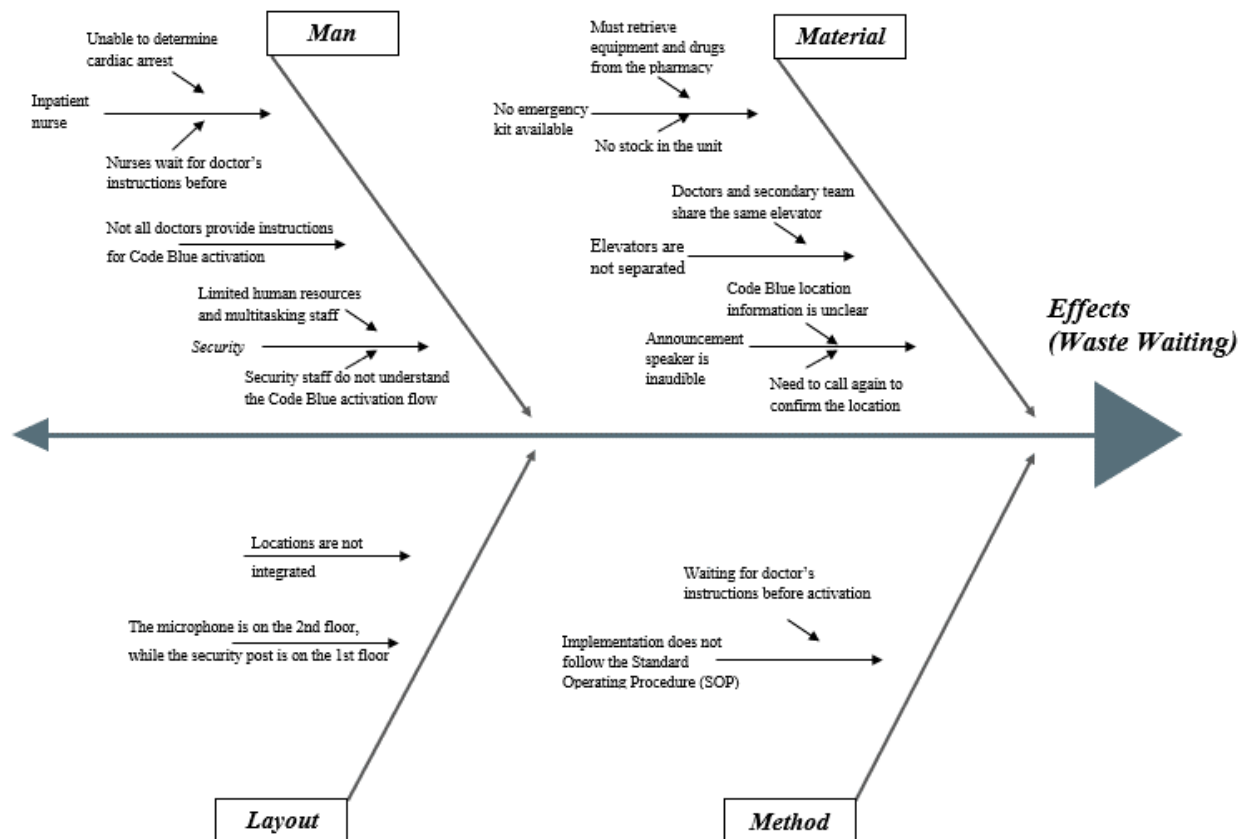 Man
Unable to determine
cardiac arrest
Inpatient
nurse
Nurses wait for doctor's
instructions before
Not all doctors provide instructions
for Code Blue activation
Limited human resources
and multitasking staff
Security
Security staff do not understand
the Code Blue activation flow
Material
Must retrieve
equipment and drugs
from the pharmacy
No emergency
kit available
No stock in the unit
Doctors and secondary team
share the same elevator
Elevators are
not separated
Code Blue location
information is unclear
Announcement
speaker is
inaudible
Need to call again to
confirm the location
Effects
(Waste Waiting)
Locations are not
integrated
The microphone is on the 2nd floor,
while the security post is on the 1st floor
Layout
Waiting for doctor's
instructions before activation
Implementation does not
follow the Standard
Operating Procedure (SOP)
Method